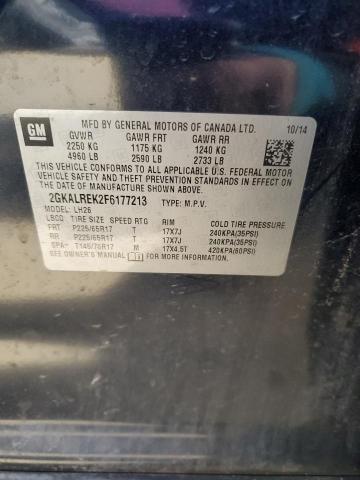 GM
MFD BY GENERAL MOTORS OF CANADA LTD. 10/14
GVWR GAWR FRT GAWR RR
2250 KG 1175 KG 1240 KG
4960 LB 2590 LB 2733 LB
THIS VEHICLE CONFORMS TO ALL APPLICABLE U.S. FEDERAL MOTOR
VEHICLE SAFETY AND THEFT PREVENTION STANDARDS IN EFFECT ON
THE DATE OF MANUFACTURE SHOWN ABOVE.
2GKALREK2F6177213 TYPE: M.P.V.
MODEL: LH26
LBCO TIRE SIZE SPEED RTG RIM COLD TIRE PRESSURE
FRT P225/65R17 T 17X7J 240KPA(35PSI)
RR P225/65R17 T 17X7J 240KPA(35PSI)
SPA T145/70R17 M 17X4.5T 420KPA(60PSI)
SEE OWNER'S MANUAL FOR MORE INFORMATION.